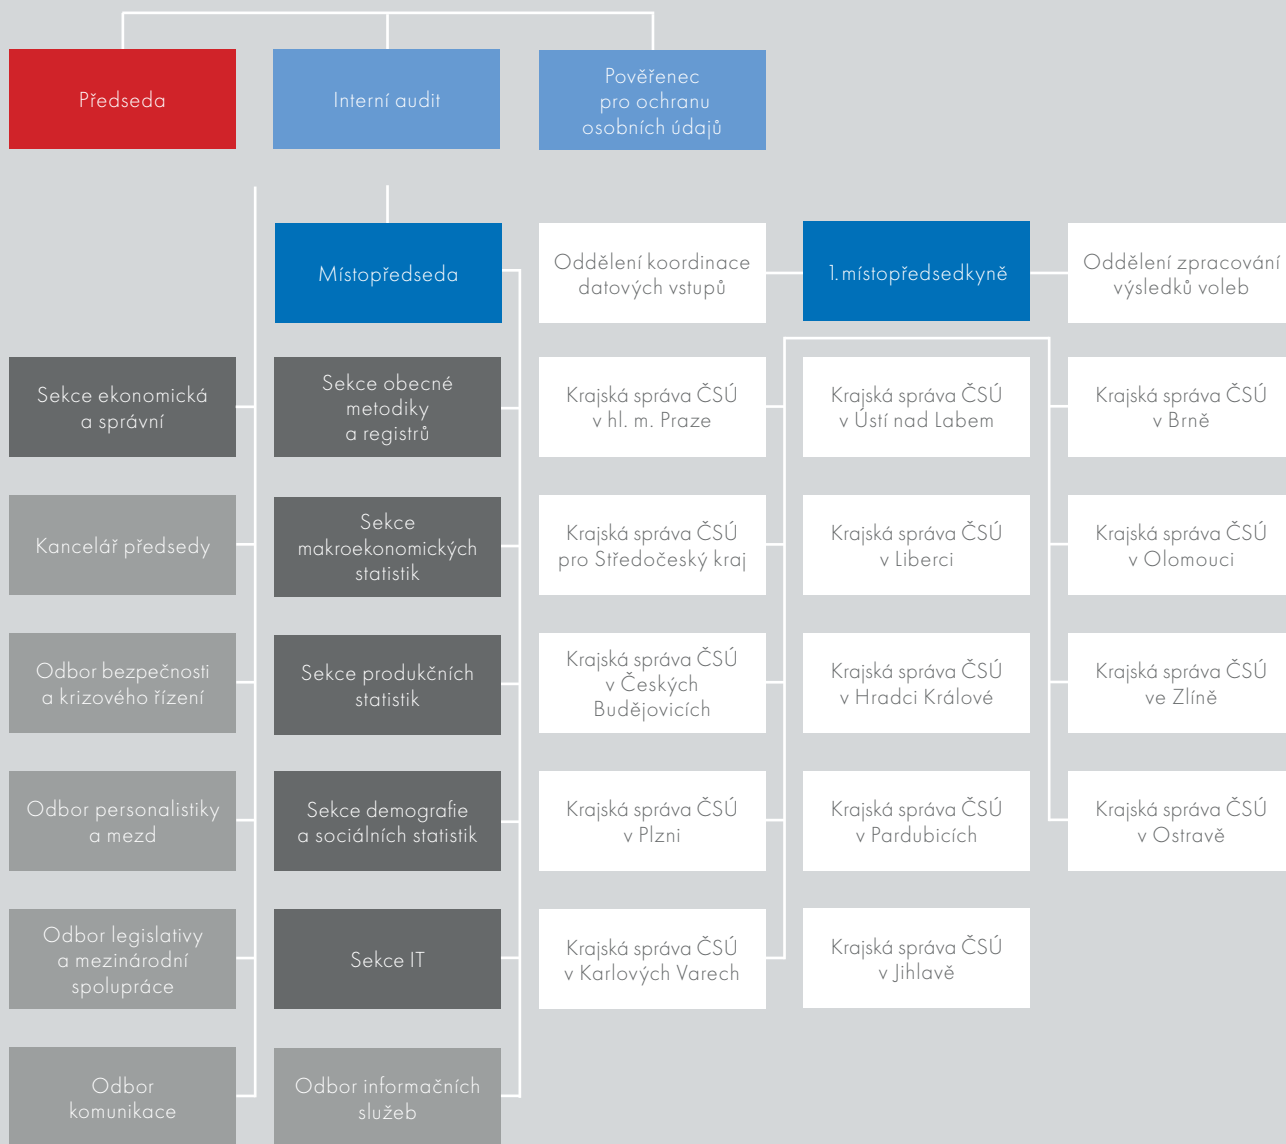 Předseda
Interní audit
Pověřenec
pro ochranu
osobních údajů
Místopředseda
Oddělení koordinace
datových vstupů
1. místopředsedkyně
Oddělení zpracování
výsledků voleb
Sekce ekonomická
a správní
Sekce obecné
metodiky
a registrů
Krajská správa ČSÚ
v hl. m. Praze
Krajská správa ČSÚ
v Ústí nad Labem
Krajská správa ČSÚ
v Brně
Kancelář předsedy
Sekce
makroekonomických
statistik
Krajská správa ČSÚ
pro Středočeský kraj
Krajská správa ČSÚ
v Liberci
Krajská správa ČSÚ
v Olomouci
Odbor bezpečnosti
a krizového řízení
Sekce produkčních
statistik
Krajská správa ČSÚ
v Českých
Budějovicích
Krajská správa ČSÚ
v Hradci Králové
Krajská správa ČSÚ
ve Zlíně
Odbor personalistiky
a mezd
Sekce demografie
a sociálních statistik
Krajská správa ČSÚ
v Plzni
Krajská správa ČSÚ
v Pardubicích
Krajská správa ČSÚ
v Ostravě
Odbor legislativy
a mezinárodní
spolupráce
Sekce IT
Krajská správa ČSÚ
v Karlových Varech
Krajská správa ČSÚ
v Jihlavě
Odbor
komunikace
Odbor informačních
služeb